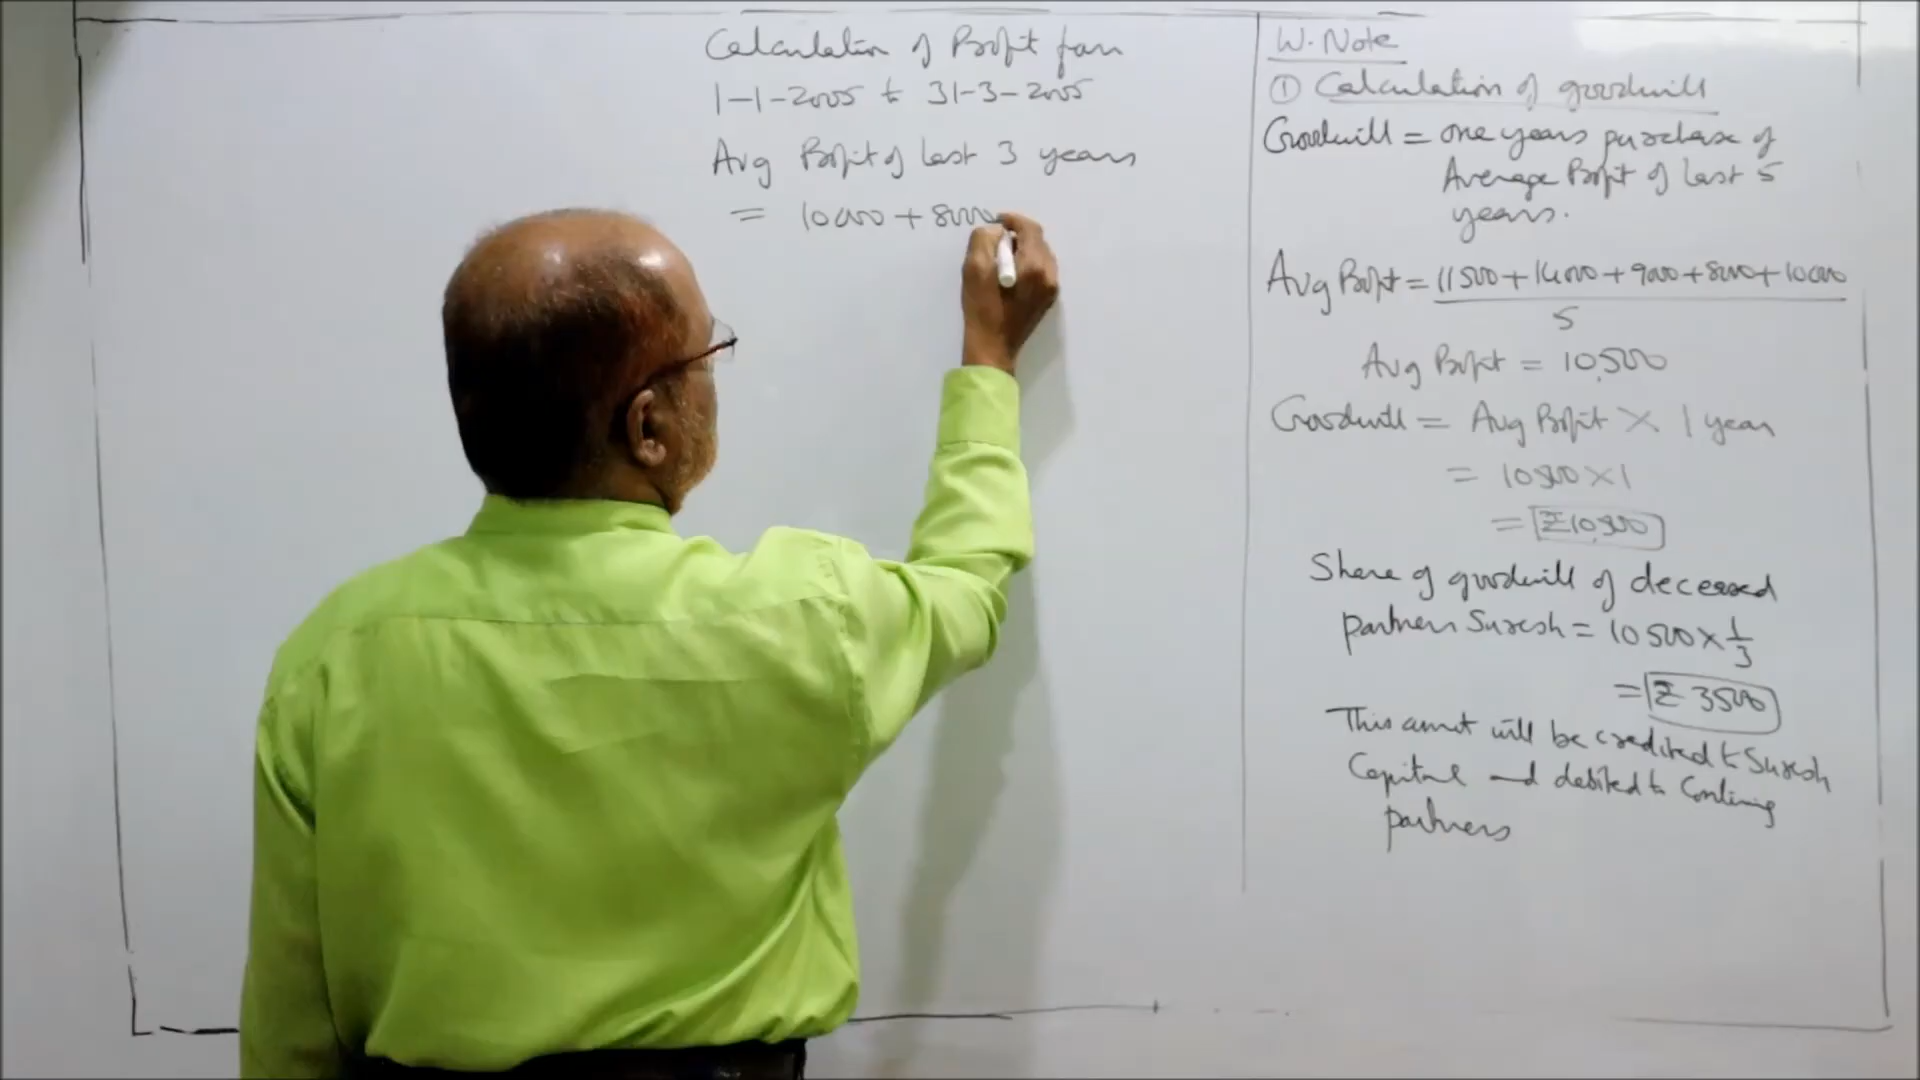 Calculation of Profit from
1-1-2005 to 31-3-2005
Avg Profit of last 3 years
= 10000 + 8000
W. Note
① Calculation of goodwill
Goodwill = one years purchase of
Average Profit of last 5
years.
Avg Profit = 11500 + 14000 + 9000 + 8000 + 10000
5
Avg Profit = 10,500
Goodwill = Avg Profit × 1 year
= 10500 × 1
= ₹10,500
Share of goodwill of deceased
partners Suresh = 10500 × 1/3
= ₹ 3500
This amt will be credited to Suresh
Capital and debited to Continuing
partners